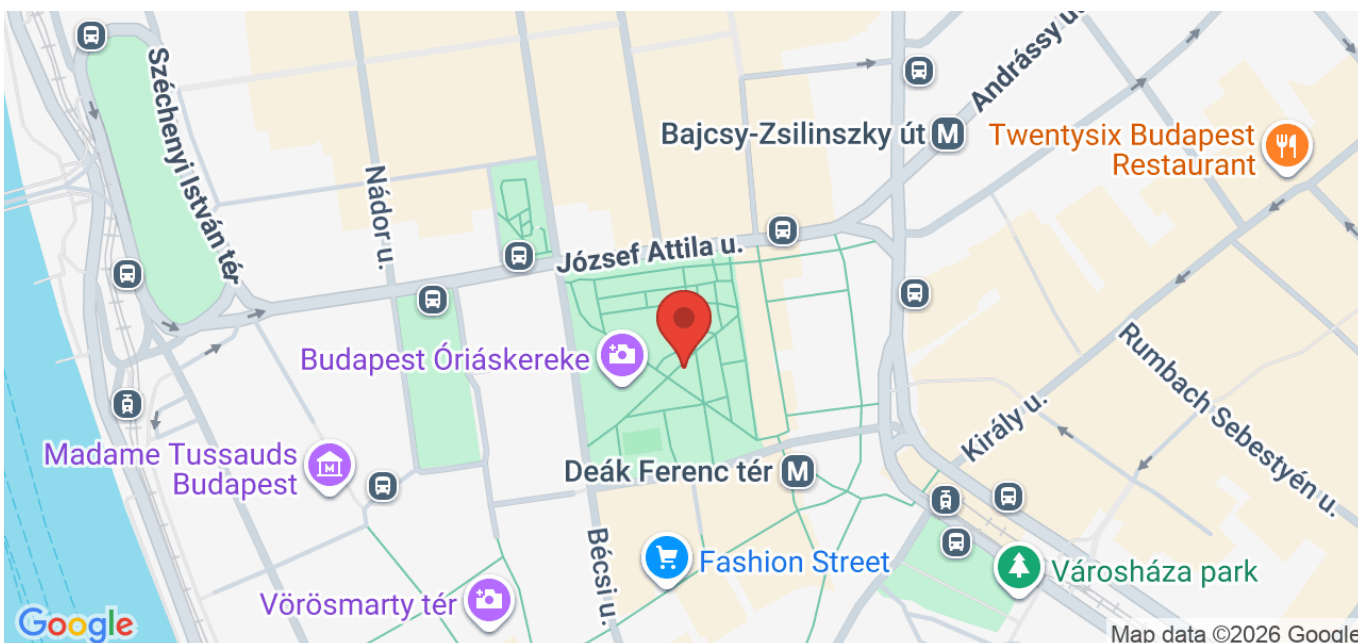 Széchenyi István tér
Andrássy ú
Bajcsy-Zsilinszky út M
Twentysix Budapest
Restaurant
Nádor u.
József Attila u.
Budapest Óriáskereke
Rumbach Sebestyén u.
Király u.
Madame Tussauds
Budapest
Deák Ferenc tér M
Bécsi u.
Fashion Street
Városháza park
Vörösmarty tér
Google
Map data ©2026 Google